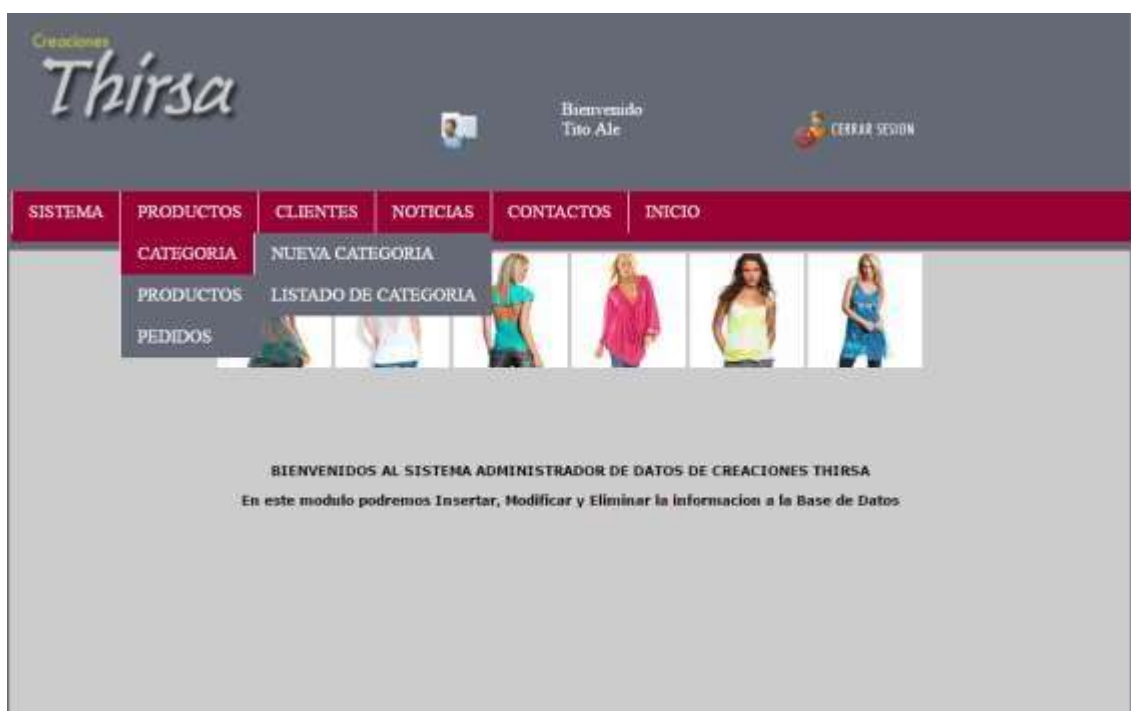 Creaciones
Thirsa
Bienvenido
Tito Ale
CERRAR SESION
SISTEMA PRODUCTOS CLIENTES NOTICIAS CONTACTOS INICIO
CATEGORIA NUEVA CATEGORIA
PRODUCTOS LISTADO DE CATEGORIA
PEDIDOS
BIENVENIDOS AL SISTEMA ADMINISTRADOR DE DATOS DE CREACIONES THIRSA
En este modulo podremos Insertar, Modificar y Eliminar la informacion a la Base de Datos